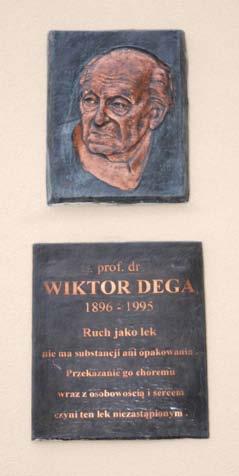 prof. dr
WIKTOR DEGA
1896 - 1995
Ruch jako lek
nie ma substancji ani opakowania .
Przekazanie go choremu
wraz z osobowością i sercem
czyni ten lek niezastąpionym .